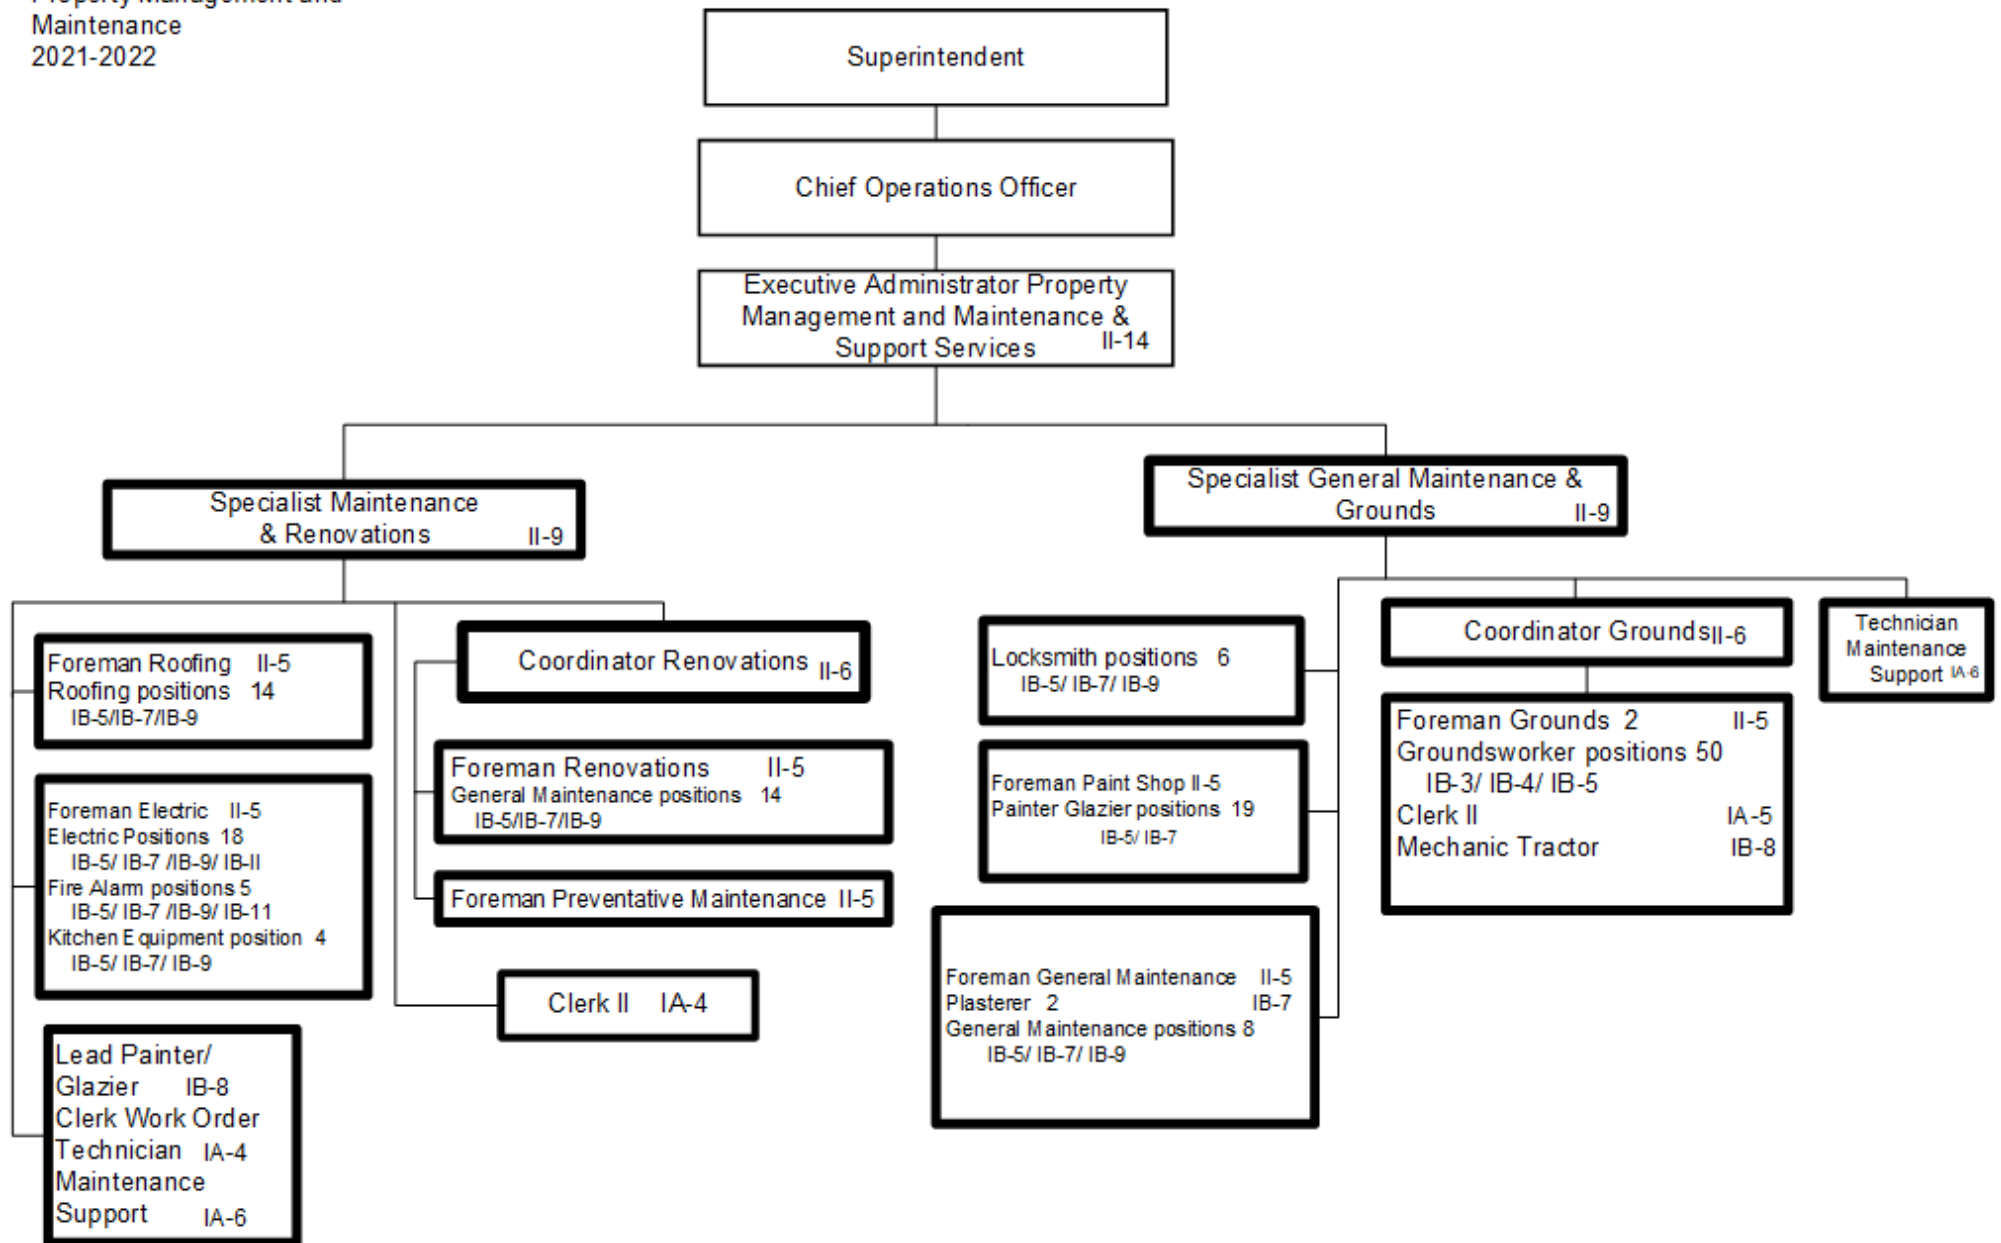 Property Management and
Maintenance
2021-2022
Superintendent
Chief Operations Officer
Executive Administrator Property
Management and Maintenance &
Support Services II-14
Specialist Maintenance
& Renovations II-9
Specialist General Maintenance &
Grounds II-9
Foreman Roofing II-5
Roofing positions 14
IB-5/IB-7/IB-9
Foreman Electric II-5
Electric Positions 18
IB-5/ IB-7 /IB-9/ IB-II
Fire Alarm positions 5
IB-5/ IB-7 /IB-9/ IB-11
Kitchen Equipment position 4
IB-5/ IB-7/ IB-9
Lead Painter/
Glazier IB-8
Clerk Work Order
Technician IA-4
Maintenance
Support IA-6
Coordinator Renovations II-6
Foreman Renovations II-5
General Maintenance positions 14
IB-5/IB-7/IB-9
Foreman Preventative Maintenance II-5
Clerk II IA-4
Locksmith positions 6
IB-5/ IB-7/ IB-9
Foreman Paint Shop II-5
Painter Glazier positions 19
IB-5/ IB-7
Foreman General Maintenance II-5
Plasterer 2 IB-7
General Maintenance positions 8
IB-5/ IB-7/ IB-9
Coordinator Grounds II-6
Foreman Grounds 2 II-5
Groundsworker positions 50
IB-3/ IB-4/ IB-5
Clerk II IA-5
Mechanic Tractor IB-8
Technician
Maintenance
Support IA-6